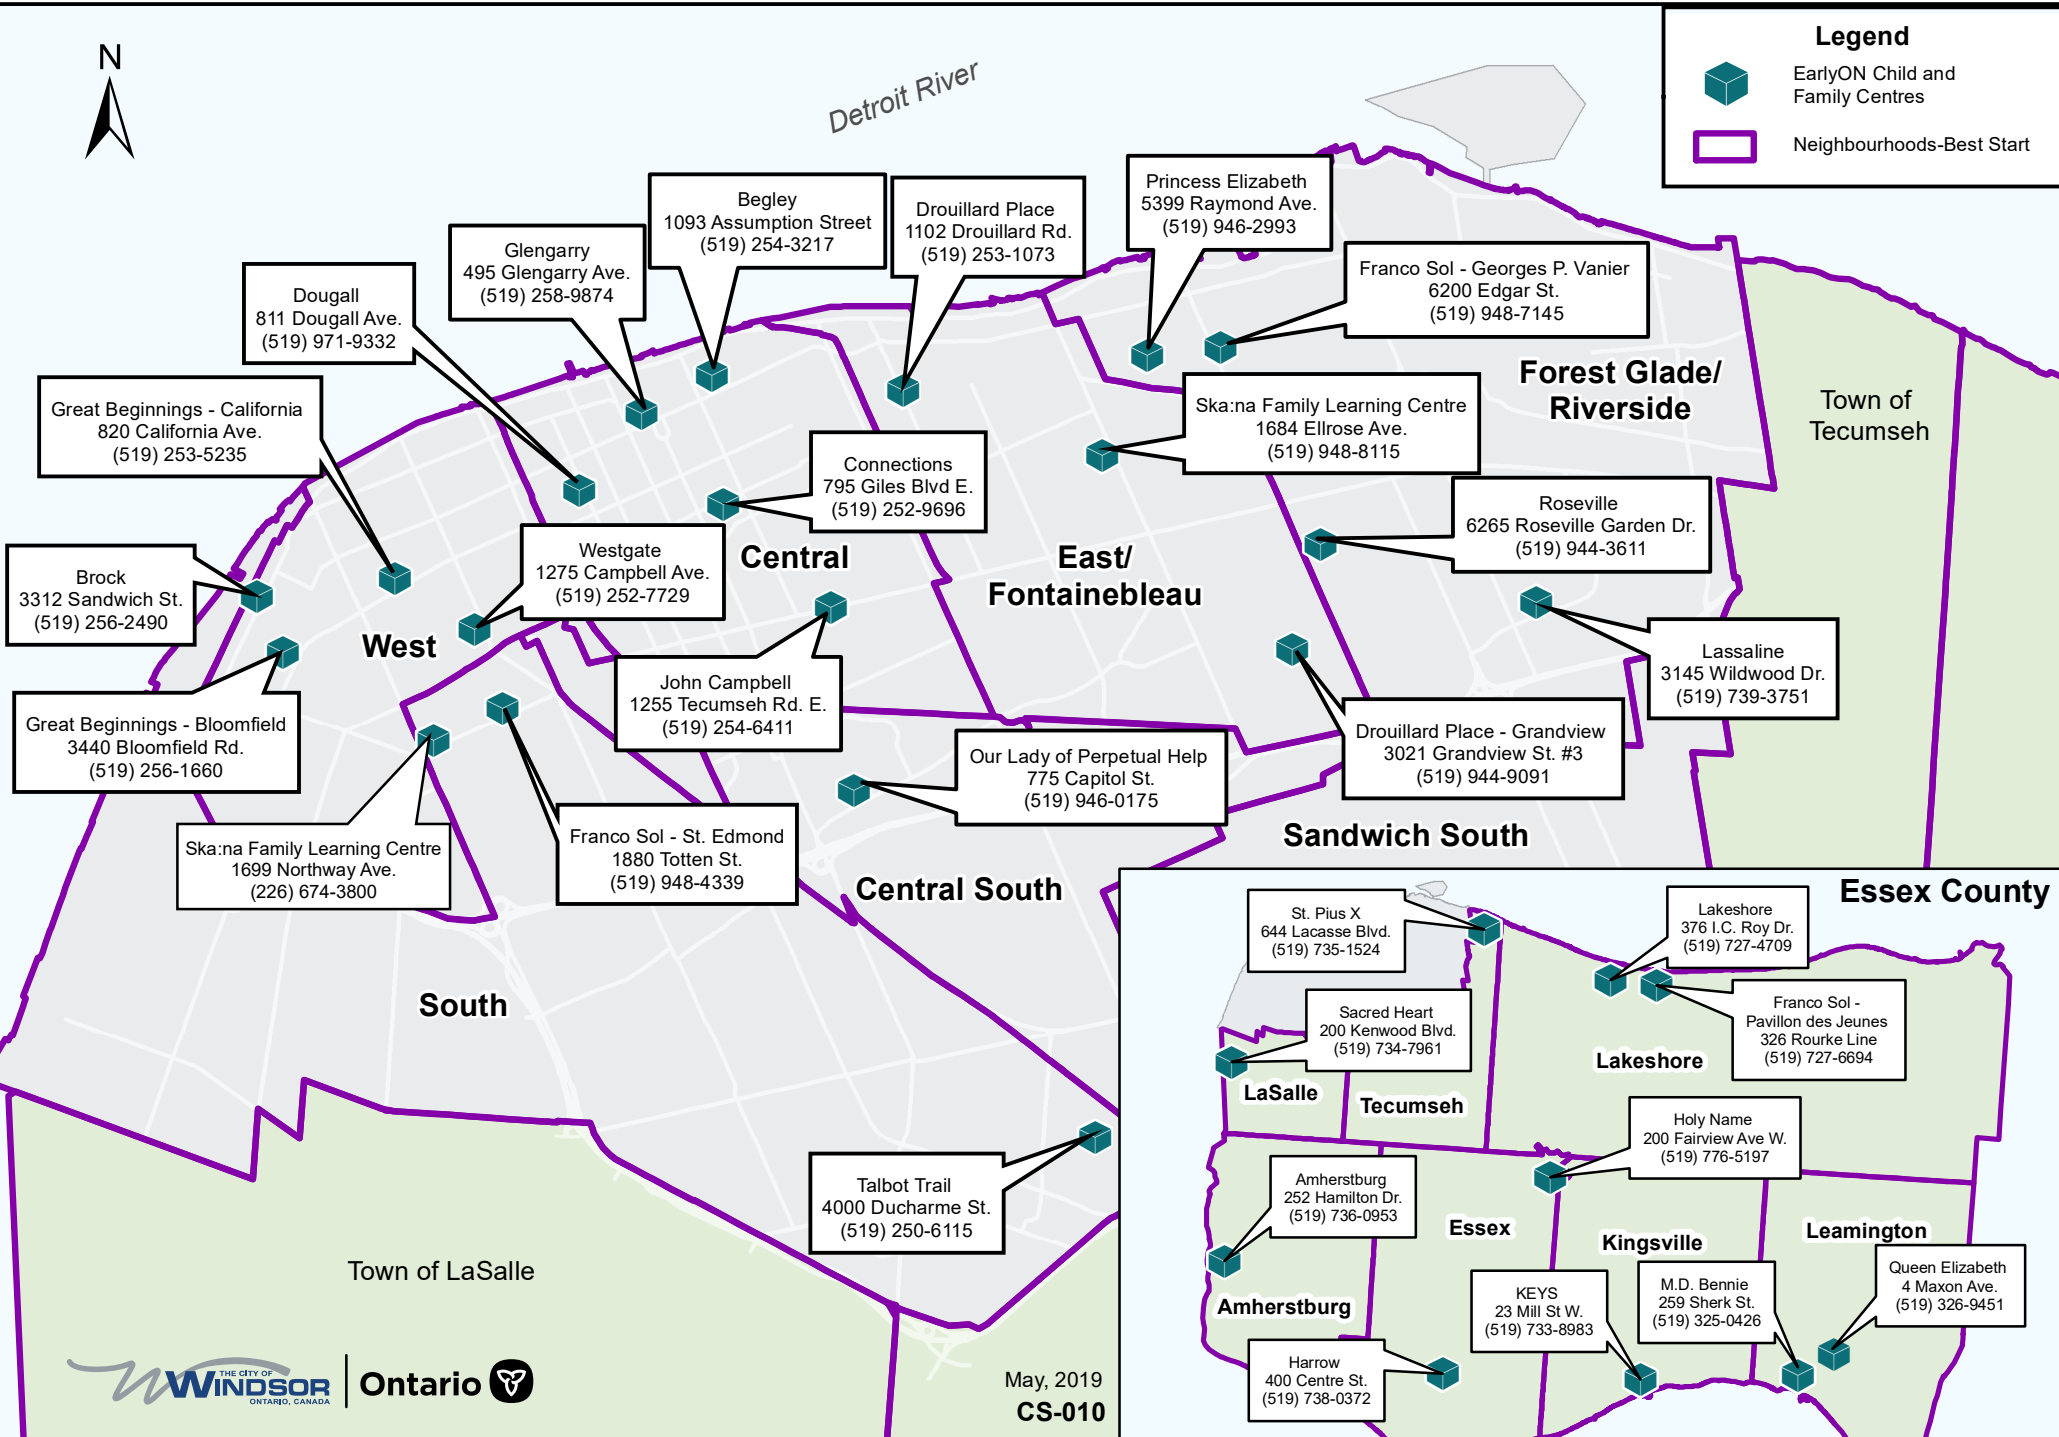 N
Detroit River
Legend
EarlyON Child and
Family Centres
Neighbourhoods-Best Start
Princess Elizabeth
5399 Raymond Ave.
(519) 946-2993
Begley
1093 Assumption Street
(519) 254-3217
Drouillard Place
1102 Drouillard Rd.
(519) 253-1073
Glengarry
495 Glengarry Ave.
(519) 258-9874
Franco Sol - Georges P. Vanier
6200 Edgar St.
(519) 948-7145
Dougall
811 Dougall Ave.
(519) 971-9332
Forest Glade/
Riverside
Town of
Tecumseh
Great Beginnings - California
820 California Ave.
(519) 253-5235
Ska:na Family Learning Centre
1684 Ellrose Ave.
(519) 948-8115
Connections
795 Giles Blvd E.
(519) 252-9696
Roseville
6265 Roseville Garden Dr.
(519) 944-3611
Westgate
1275 Campbell Ave.
(519) 252-7729
Central
East/
Fontainebleau
Brock
3312 Sandwich St.
(519) 256-2490
West
Lassaline
3145 Wildwood Dr.
(519) 739-3751
John Campbell
1255 Tecumseh Rd. E.
(519) 254-6411
Great Beginnings - Bloomfield
3440 Bloomfield Rd.
(519) 256-1660
Drouillard Place - Grandview
3021 Grandview St. #3
(519) 944-9091
Our Lady of Perpetual Help
775 Capitol St.
(519) 946-0175
Ska:na Family Learning Centre
1699 Northway Ave.
(226) 674-3800
Franco Sol - St. Edmond
1880 Totten St.
(519) 948-4339
Sandwich South
Central South
South
Talbot Trail
4000 Ducharme St.
(519) 250-6115
Town of LaSalle
Essex County
St. Pius X
644 Lacasse Blvd.
(519) 735-1524
Lakeshore
376 I.C. Roy Dr.
(519) 727-4709
Franco Sol -
Pavillon des Jeunes
326 Rourke Line
(519) 727-6694
Sacred Heart
200 Kenwood Blvd.
(519) 734-7961
Lakeshore
LaSalle
Tecumseh
Holy Name
200 Fairview Ave W.
(519) 776-5197
Amherstburg
252 Hamilton Dr.
(519) 736-0953
Essex
Kingsville
Leamington
Queen Elizabeth
4 Maxon Ave.
(519) 326-9451
KEYS
23 Mill St W.
(519) 733-8983
M.D. Bennie
259 Sherk St.
(519) 325-0426
Amherstburg
Harrow
400 Centre St.
(519) 738-0372
THE CITY OF
WINDSOR
ONTARIO, CANADA
Ontario
May, 2019
CS-010